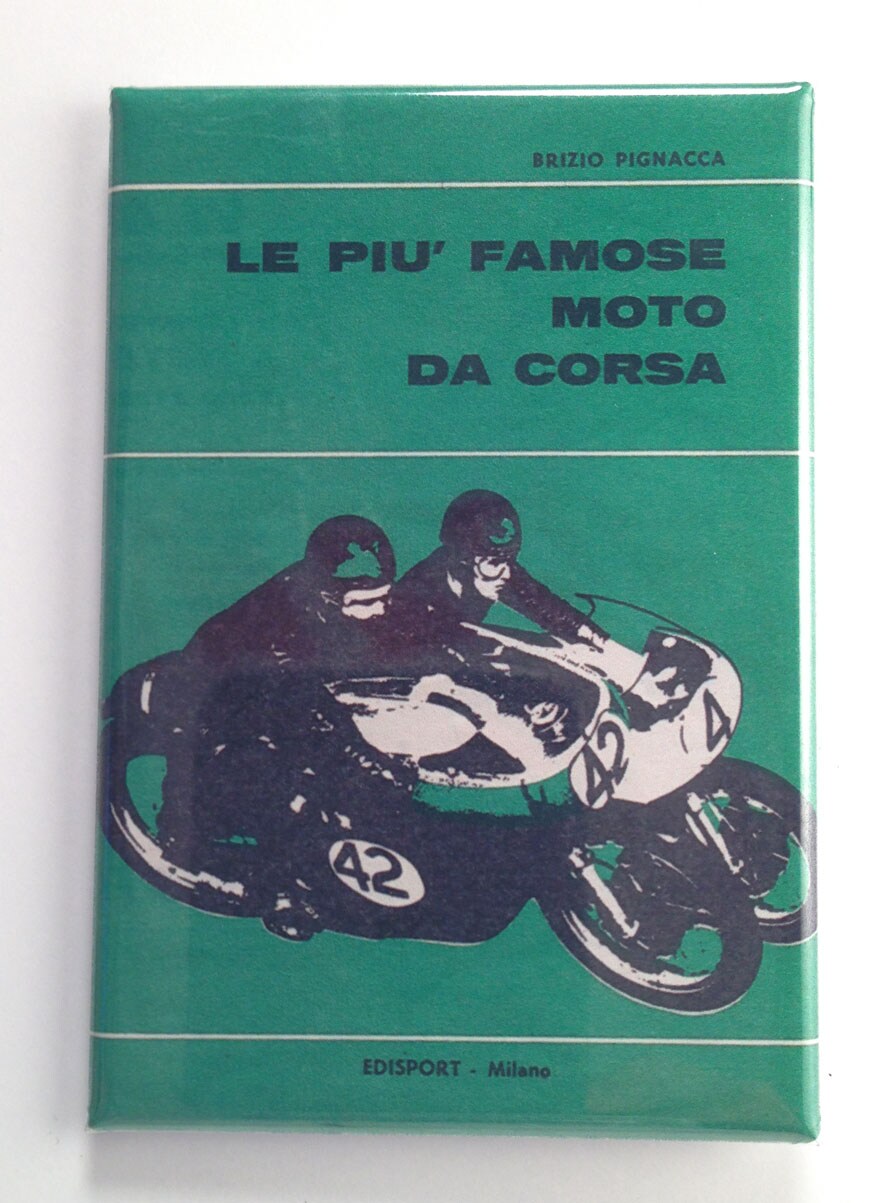 BRIZIO PIGNACCA
LE PIU' FAMOSE
MOTO
DA CORSA
4
42
42
EDISPORT - Milano